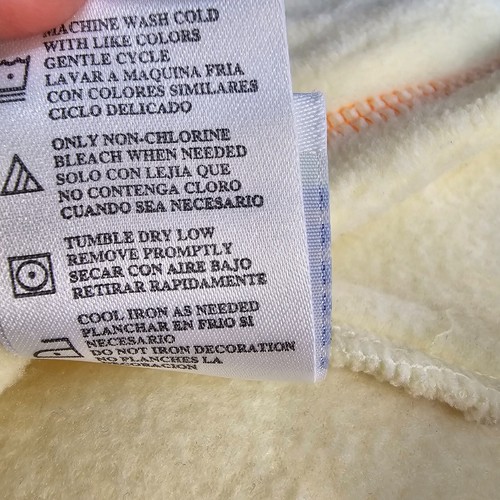 MACHINE WASH COLD
WITH LIKE COLORS
GENTLE CYCLE
LAVAR A MAQUINA FRIA
CON COLORES SIMILARES
CICLO DELICADO
ONLY NON-CHLORINE
BLEACH WHEN NEEDED
SOLO CON LEJIA QUE
NO CONTENGA CLORO
CUANDO SEA NECESARIO
TUMBLE DRY LOW
REMOVE PROMPTLY
SECAR CON AIRE BAJO
RETIRAR RAPIDAMENTE
COOL IRON AS NEEDED
PLANCHAR EN FRIO SI
NECESARIO
DO NOT IRON DECORATION
NO PLANCHES LA
DECORACION